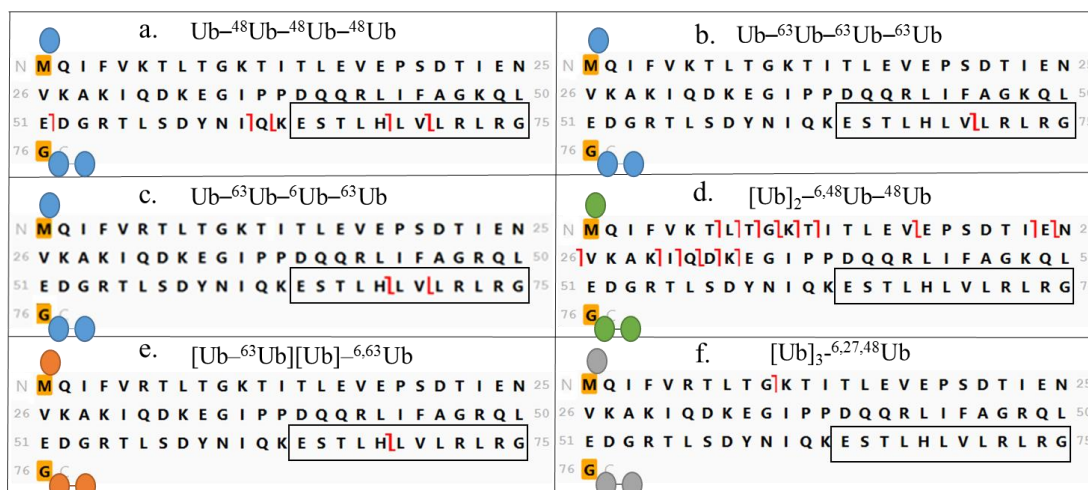 a. Ub–⁴⁸Ub–⁴⁸Ub–⁴⁸Ub
N M Q I F V K T L T G K T I T L E V E P S D T I E N 25
26 V K A K I Q D K E G I P P D Q Q R L I F A G K Q L 50
51 E D G R T L S D Y N I Q K E S T L H L V L R L R G 75
76 G C
b. Ub–⁶³Ub–⁶³Ub–⁶³Ub
N M Q I F V K T L T G K T I T L E V E P S D T I E N 2
26 V K A K I Q D K E G I P P D Q Q R L I F A G K Q L 50
51 E D G R T L S D Y N I Q K E S T L H L V L R L R G 75
76 G C
c. Ub–⁶³Ub–⁶Ub–⁶³Ub
N M Q I F V R T L T G K T I T L E V E P S D T I E N 25
26 V K A K I Q D K E G I P P D Q Q R L I F A G R Q L 50
51 E D G R T L S D Y N I Q K E S T L H L V L R L R G 75
76 G C
d. [Ub]₂–⁶,⁴⁸Ub–⁴⁸Ub
N M Q I F V K T L T G K T I T L E V E P S D T I E N 2
26 V K A K I Q D K E G I P P D Q Q R L I F A G K Q L 5
51 E D G R T L S D Y N I Q K E S T L H L V L R L R G 75
76 G C
e. [Ub–⁶³Ub][Ub]–⁶,⁶³Ub
N M Q I F V R T L T G K T I T L E V E P S D T I E N 25
26 V K A K I Q D K E G I P P D Q Q R L I F A G R Q L 50
51 E D G R T L S D Y N I Q K E S T L H L V L R L R G 75
76 G C
f. [Ub]₃-⁶,²⁷,⁴⁸Ub
N M Q I F V R T L T G K T I T L E V E P S D T I E N 25
26 V K A K I Q D K E G I P P D Q Q R L I F A G R Q L 50
51 E D G R T L S D Y N I Q K E S T L H L V L R L R G 75
76 G C